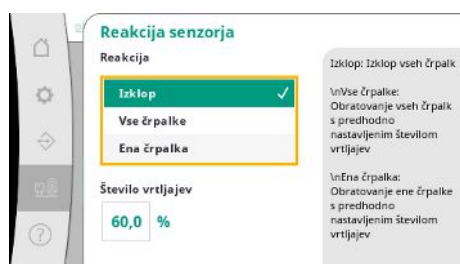 Reakcija senzorja
Reakcija
Izklop
Vse črpalke
Ena črpalka
Število vrtljajev
60,0 %
Izklop: Izklop vseh črpalk
\nVse črpalke:
Obratovanje vseh črpalk
s predhodno
nastavljenim številom
vrtljajev
\nEna črpalka:
Obratovanje ene črpalke
s predhodno
nastavljenim številom
vrtljajev